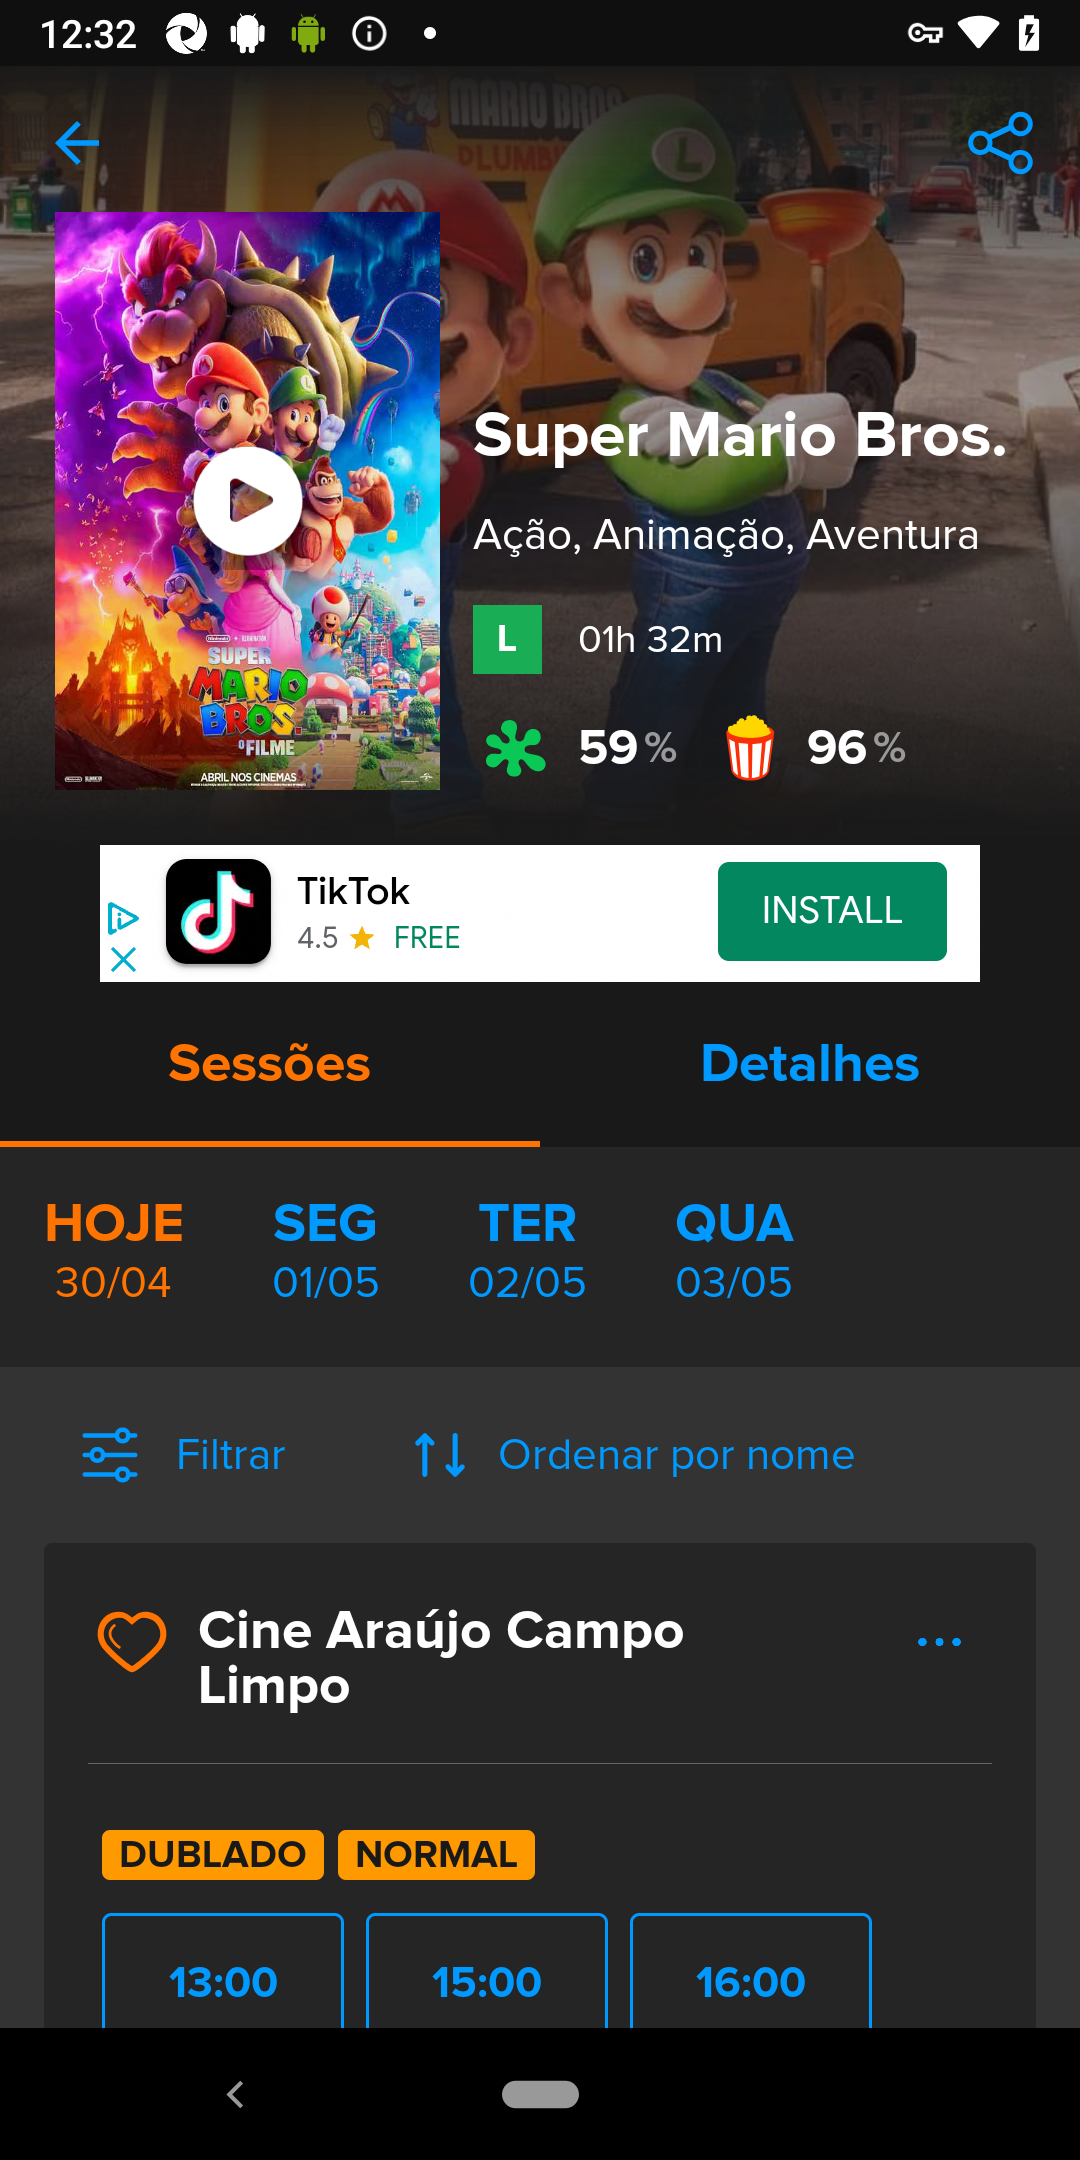 12:32
MARIO BROS
PLUMBI
Super Mario Bros.
Ação, Animação, Aventura
L 01h 32m
59% 96%
Nintendo
SUPER
MARIO
BROS.
O FILME
ABRIL NOS CINEMAS
TikTok
4.5 FREE
INSTALL
Sessões Detalhes
HOJE SEG TER QUA
30/04 01/05 02/05 03/05
Filtrar Ordenar por nome
Cine Araújo Campo
Limpo
...
DUBLADO NORMAL
13:00 15:00 16:00